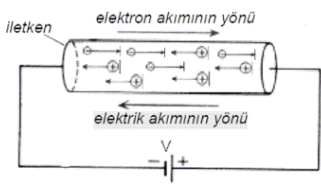 elektron akımının yönü
iletken
elektrik akımının yönü
V
− +